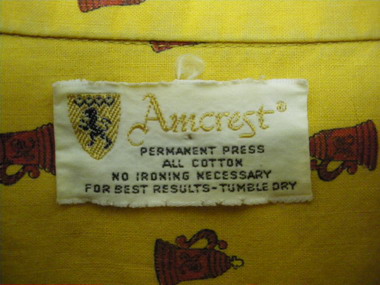 Amcrest®
PERMANENT PRESS
ALL COTTON
NO IRONING NECESSARY
FOR BEST RESULTS-TUMBLE DRY